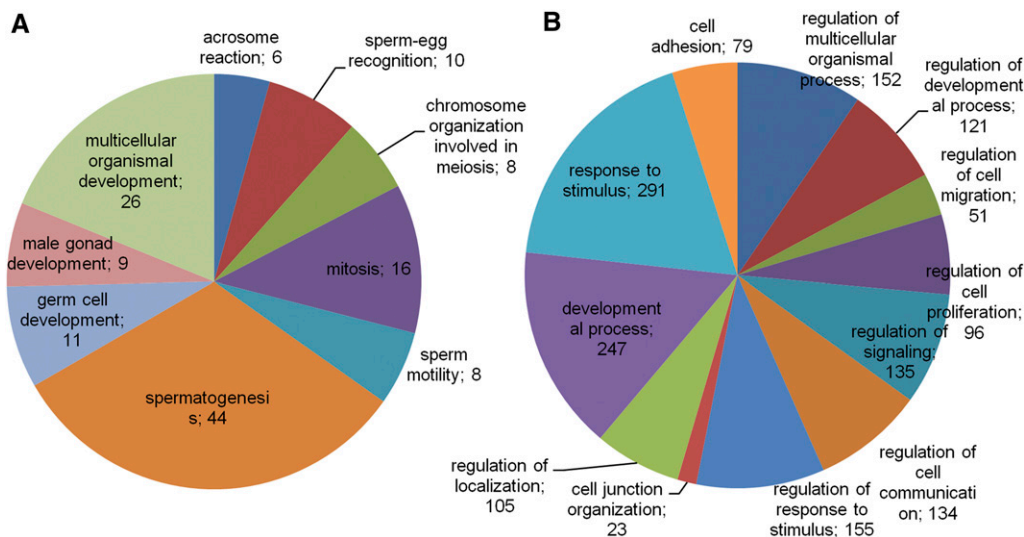 A
acrosome
reaction; 6
sperm-egg
recognition; 10
chromosome
organization
involved in
meiosis; 8
mitosis; 16
sperm
motility; 8
spermatogenesi
s; 44
germ cell
development;
11
male gonad
development; 9
multicellular
organismal
development;
26
B
cell
adhesion; 79
regulation of
multicellular
organismal
process; 152
regulation of
development
al process;
121
regulation
of cell
migration;
51
regulation
of cell
proliferation;
96
regulation of
signaling;
135
regulation of
cell
communicati
on; 134
regulation of
response to
stimulus; 155
cell junction
organization;
23
regulation of
localization;
105
development
al process;
247
response to
stimulus; 291